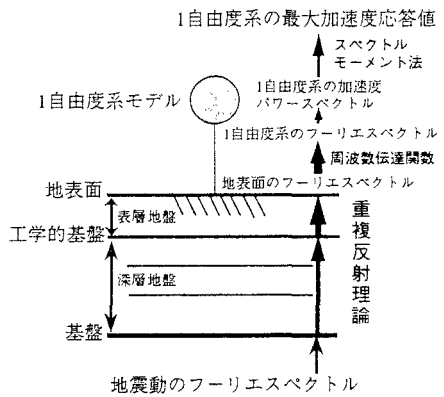 1自由度系の最大加速度応答値
スペクトル
モーメント法
1自由度系モデル
1自由度系の加速度
パワースペクトル
1自由度系のフーリエスペクトル
周波数伝達関数
地表面のフーリエスペクトル
地表面
表層地盤
工学的基盤
深層地盤
基盤
重複反射理論
地震動のフーリエスペクトル